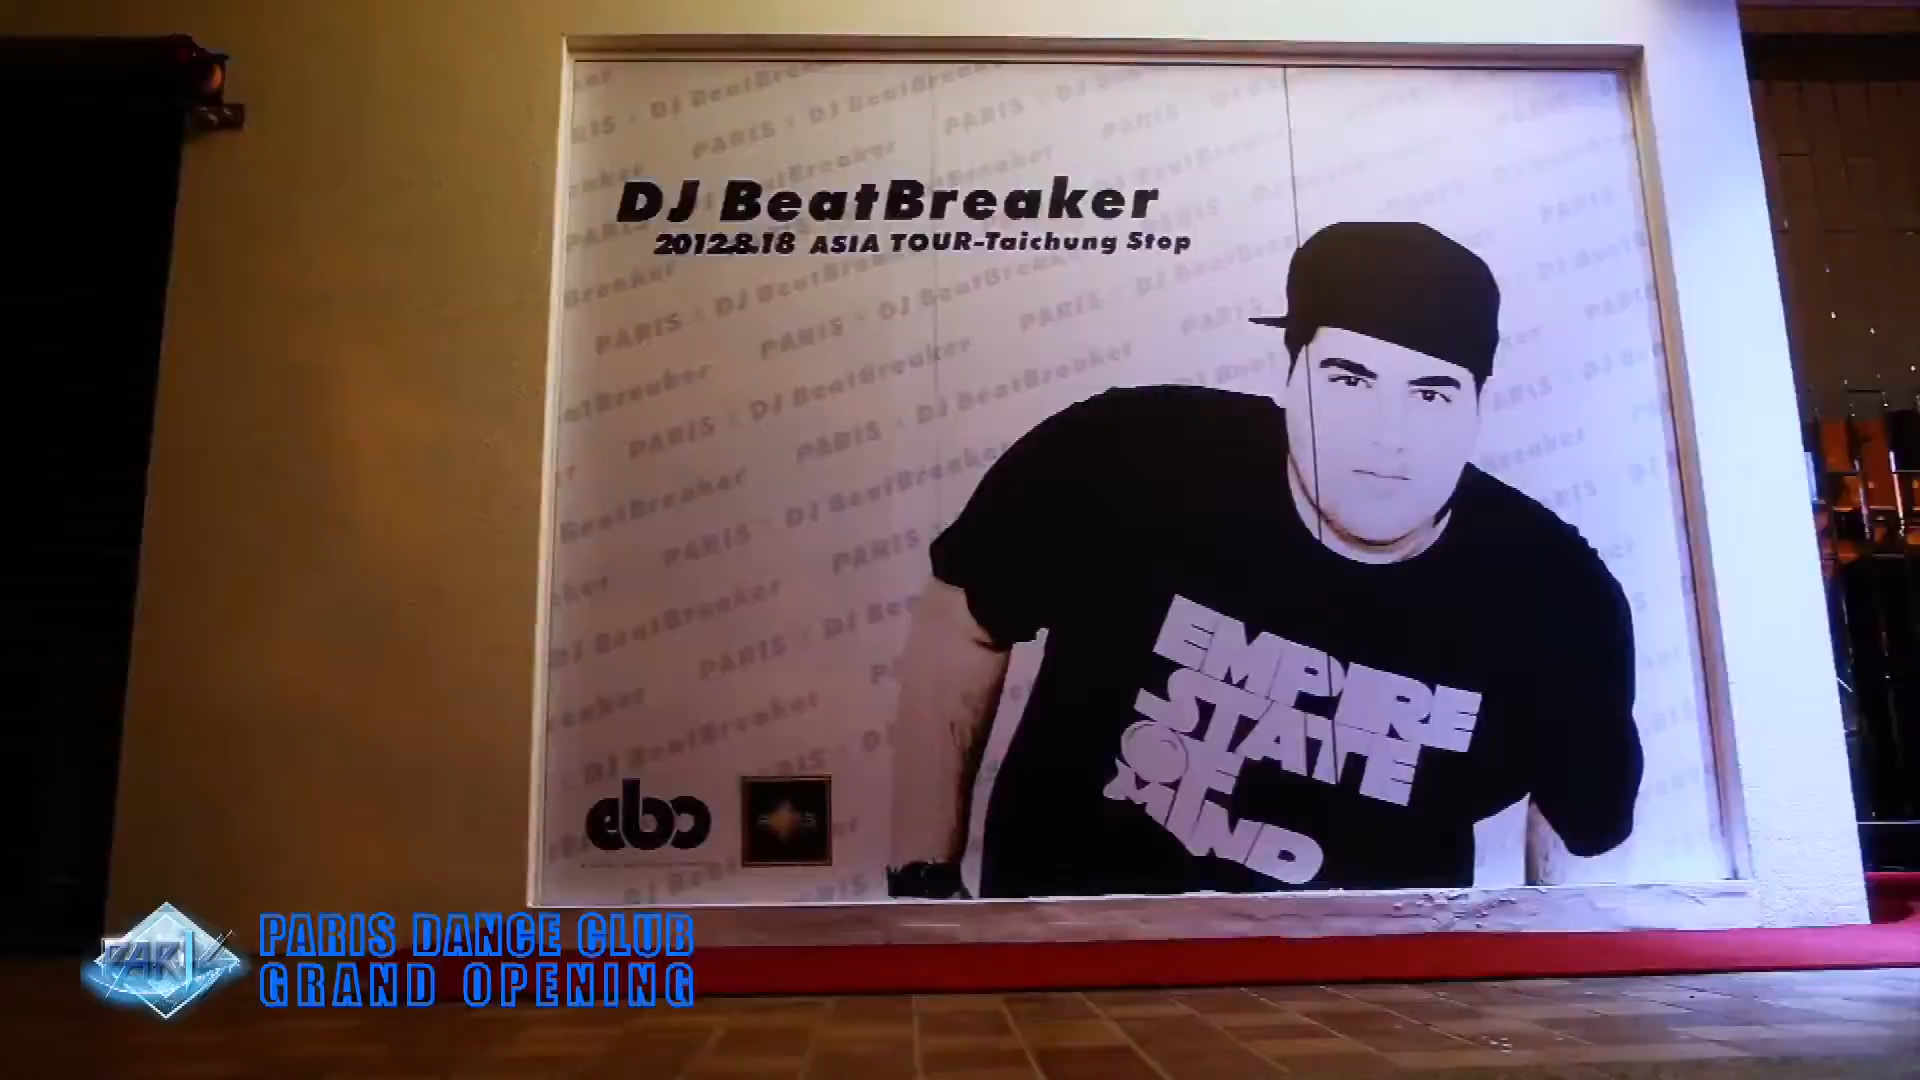 DJ BeatBreaker
2012.8.18 ASIA TOUR-Taichung Stop
EMPIRE
STATE
OF
MIND
ebc
PARIS
PARIS DANCE CLUB
GRAND OPENING